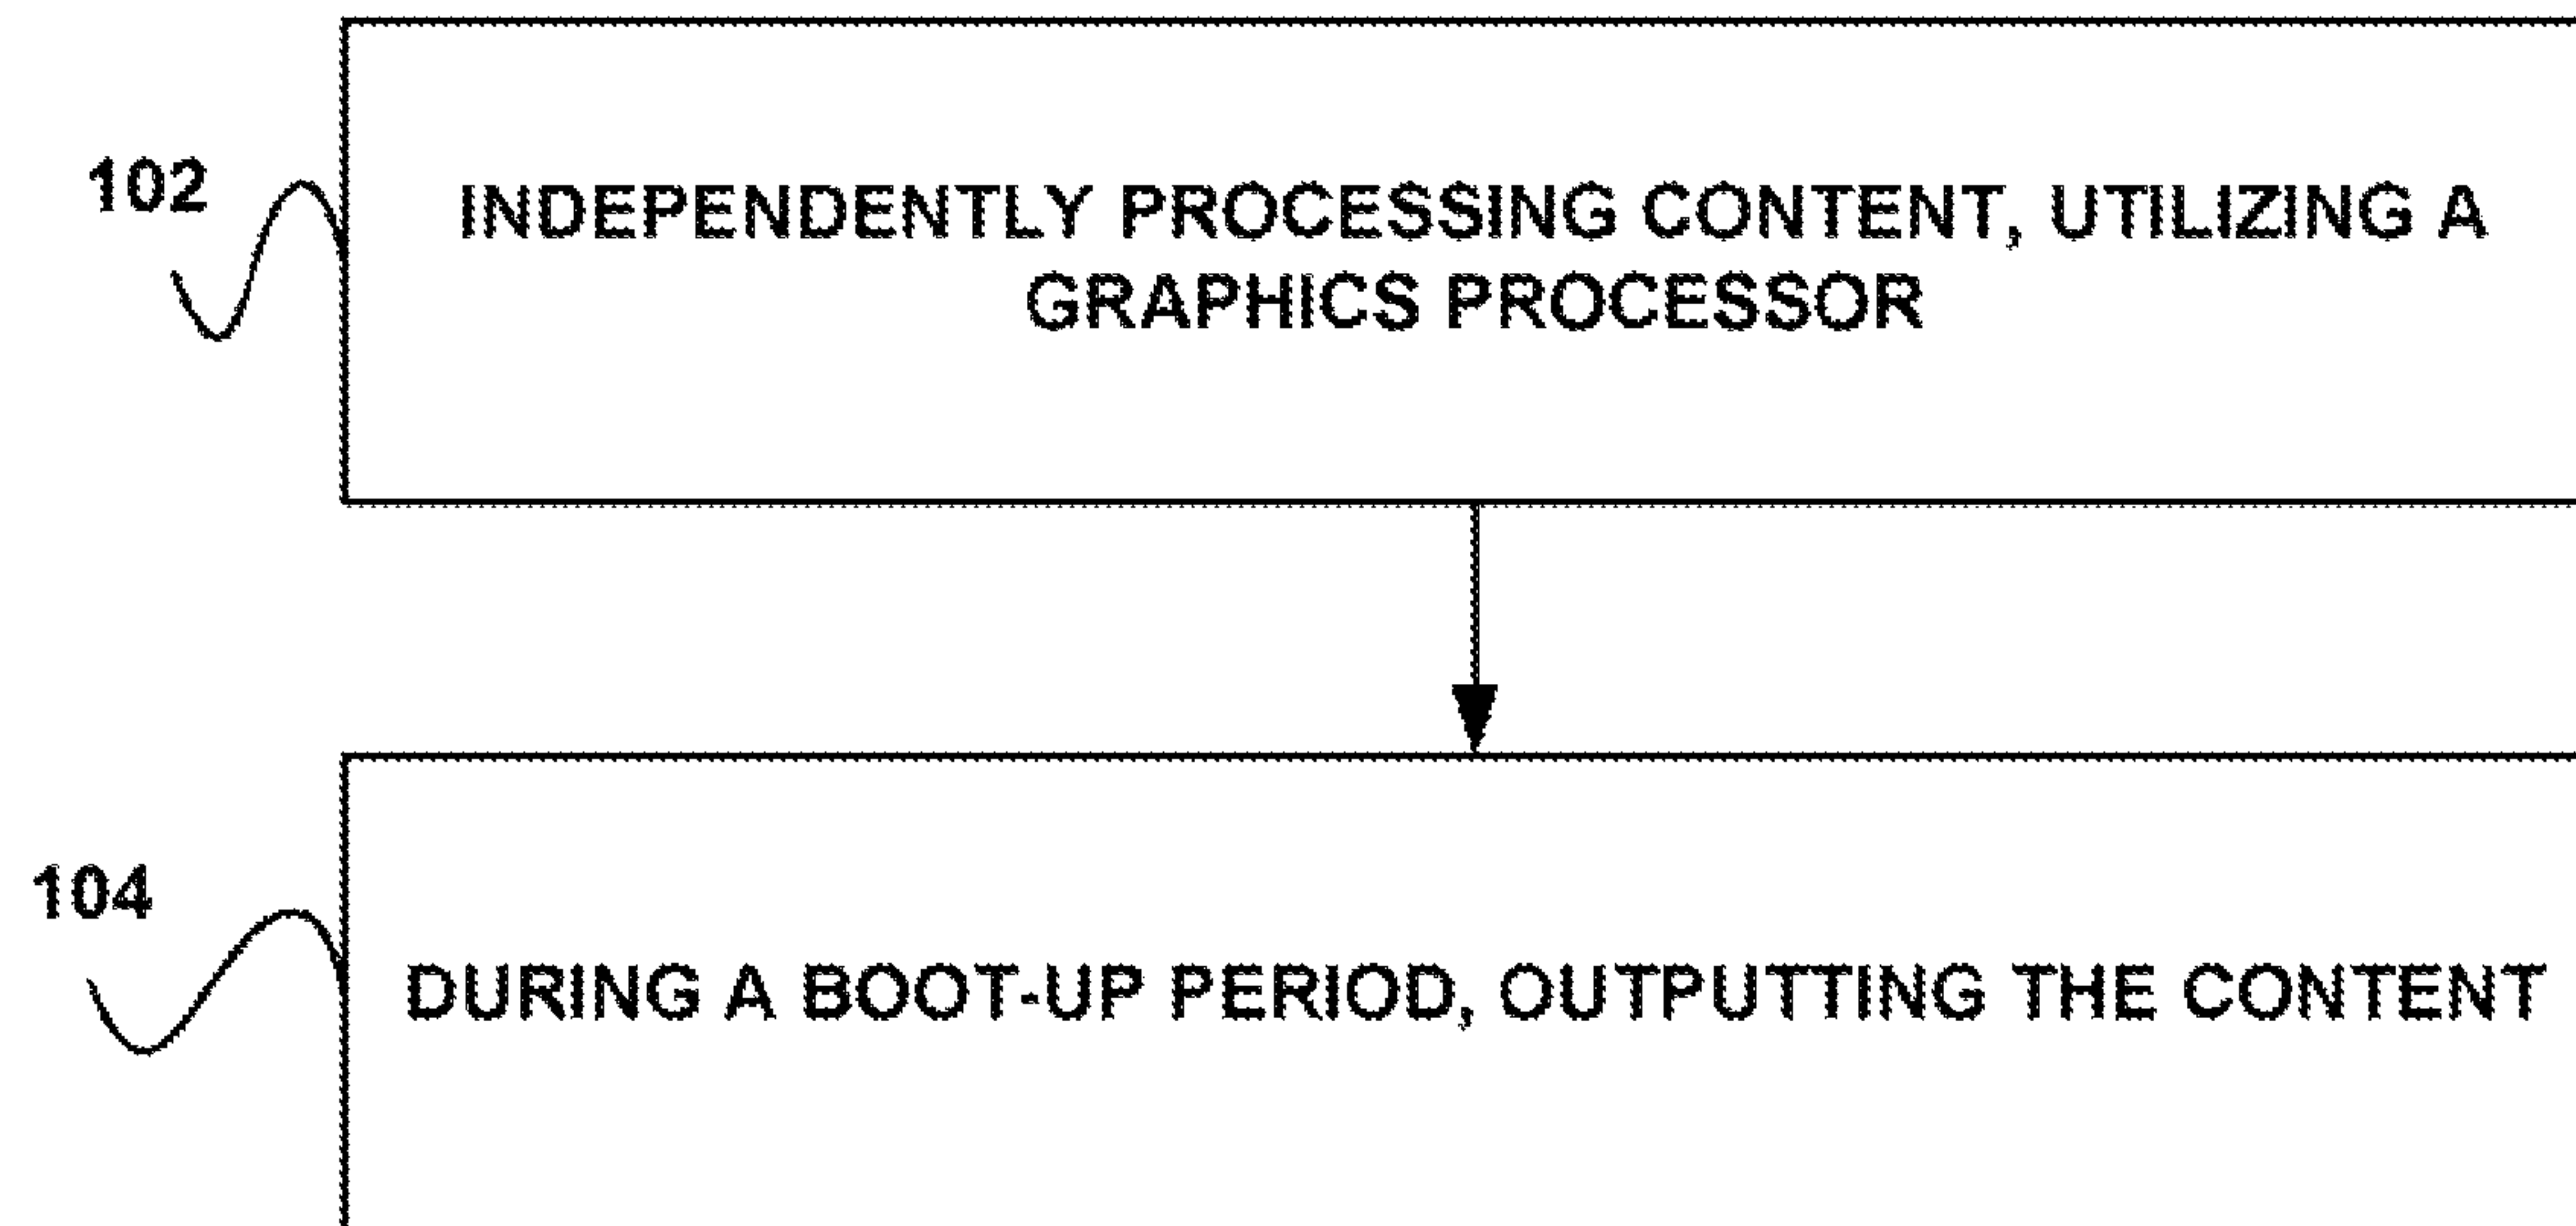 102
INDEPENDENTLY PROCESSING CONTENT, UTILIZING A
GRAPHICS PROCESSOR
104
DURING A BOOT-UP PERIOD, OUTPUTTING THE CONTENT